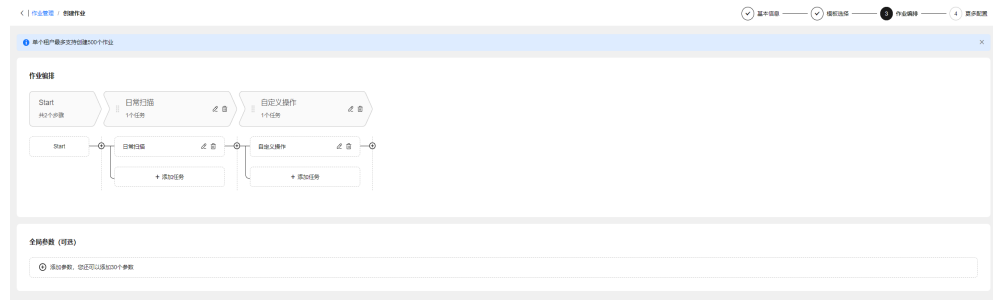 作业管理 / 创建作业
基本信息
模板选择
3 作业编排
4 更多配置
单个租户最多支持创建500个作业
作业编排
Start
共2个步骤
日常扫描
1个任务
自定义操作
1个任务
Start
日常扫描
自定义操作
+ 添加任务
+ 添加任务
全局参数（可选）
添加参数，您还可以添加30个参数